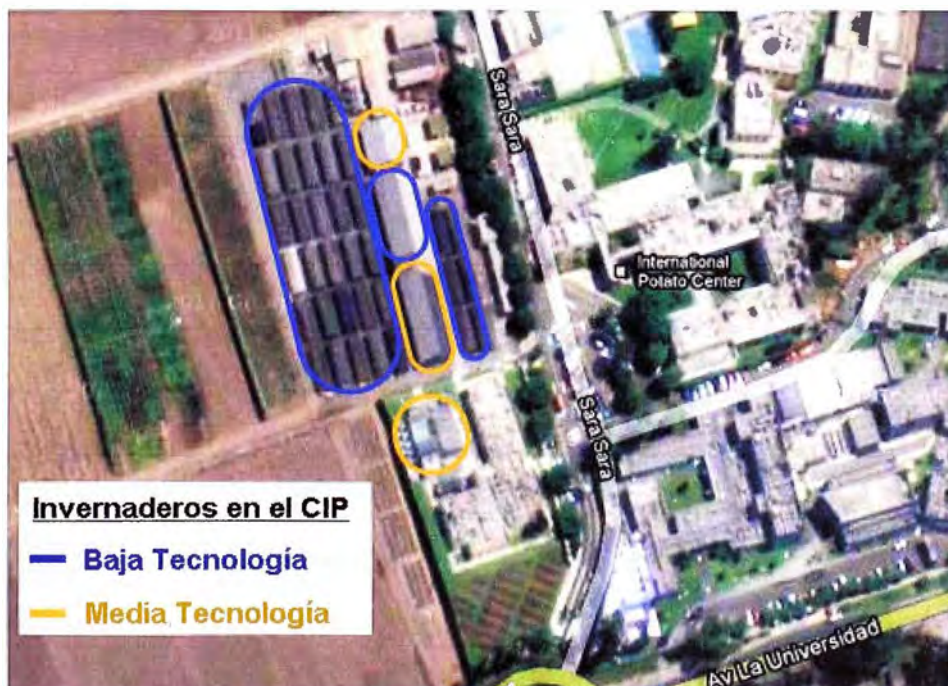 Sara Sara
International
Potato Center
Sara Sara
Invernaderos en el CIP
Baja Tecnología
Media Tecnología
Av La Universidad